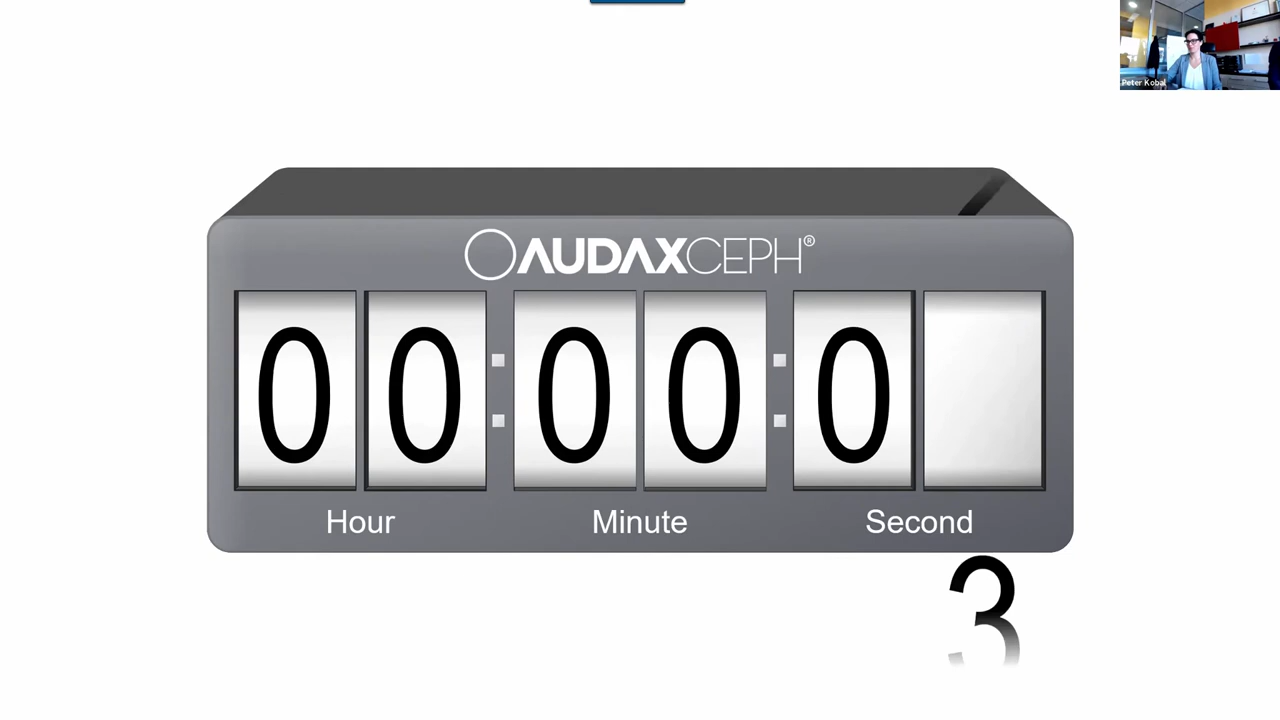 Peter Kobal
AUDAXCEPH®
00:00:0
Hour Minute Second
3